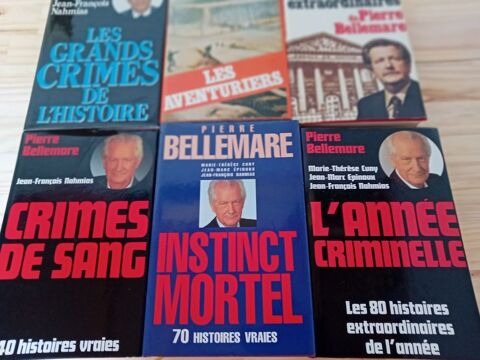 Jean-François
Nahmias
LES
GRANDS
CRIMES
DE
L'HISTOIRE
LES
AVENTURIERS
extraordinaires
de Pierre
Bellemare
Pierre
Bellemare
Jean-François Nahmias
CRIMES
DE SANG
40 histoires vraies
PIERRE
BELLEMARE
MARIE-THÉRÈSE CUNY
JEAN-MARC EPINOUX
JEAN-FRANÇOIS NAHMIAS
INSTINCT
MORTEL
70 HISTOIRES VRAIES
Pierre
Bellemare
Marie-Thérèse Cuny
Jean-Marc Epinoux
Jean-François Nahmias
L'ANNÉE
CRIMINELLE
Les 80 histoires
extraordinaires
de l'année